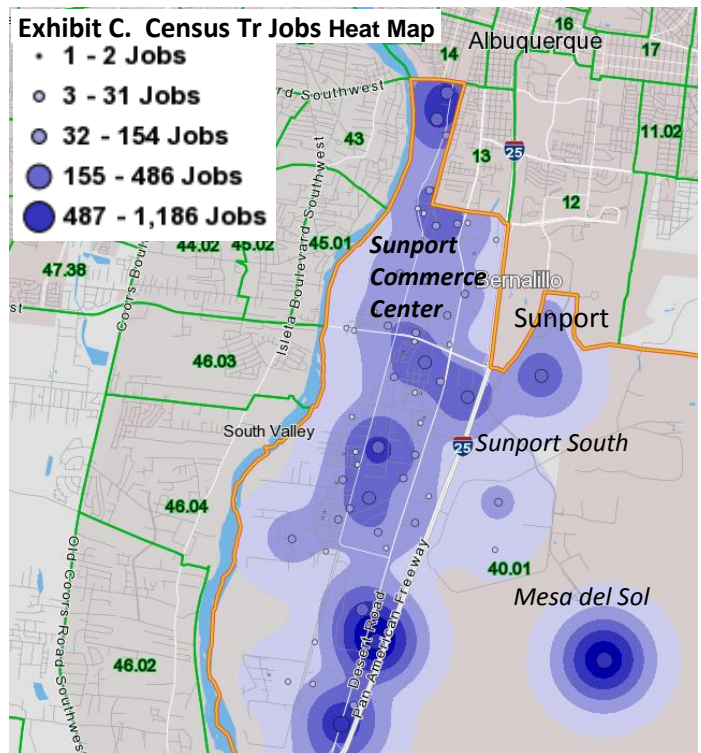 Exhibit C.  Census Tr Jobs Heat Map
1 - 2 Jobs
3 - 31 Jobs
32 - 154 Jobs
155 - 486 Jobs
487 - 1,186 Jobs
16
14
Albuquerque
17
Southwest
43
11.02
13
25
12
44.02
45.02
45.01
47.38
Coors
Isleta Boulevard Southwest
Sunport
Commerce
Center
Bernalillo
Sunport
46.03
South Valley
25
Sunport South
46.04
40.01
Mesa del Sol
Old Coors Road Southwest
46.02
Desert Road
Pan American Freeway